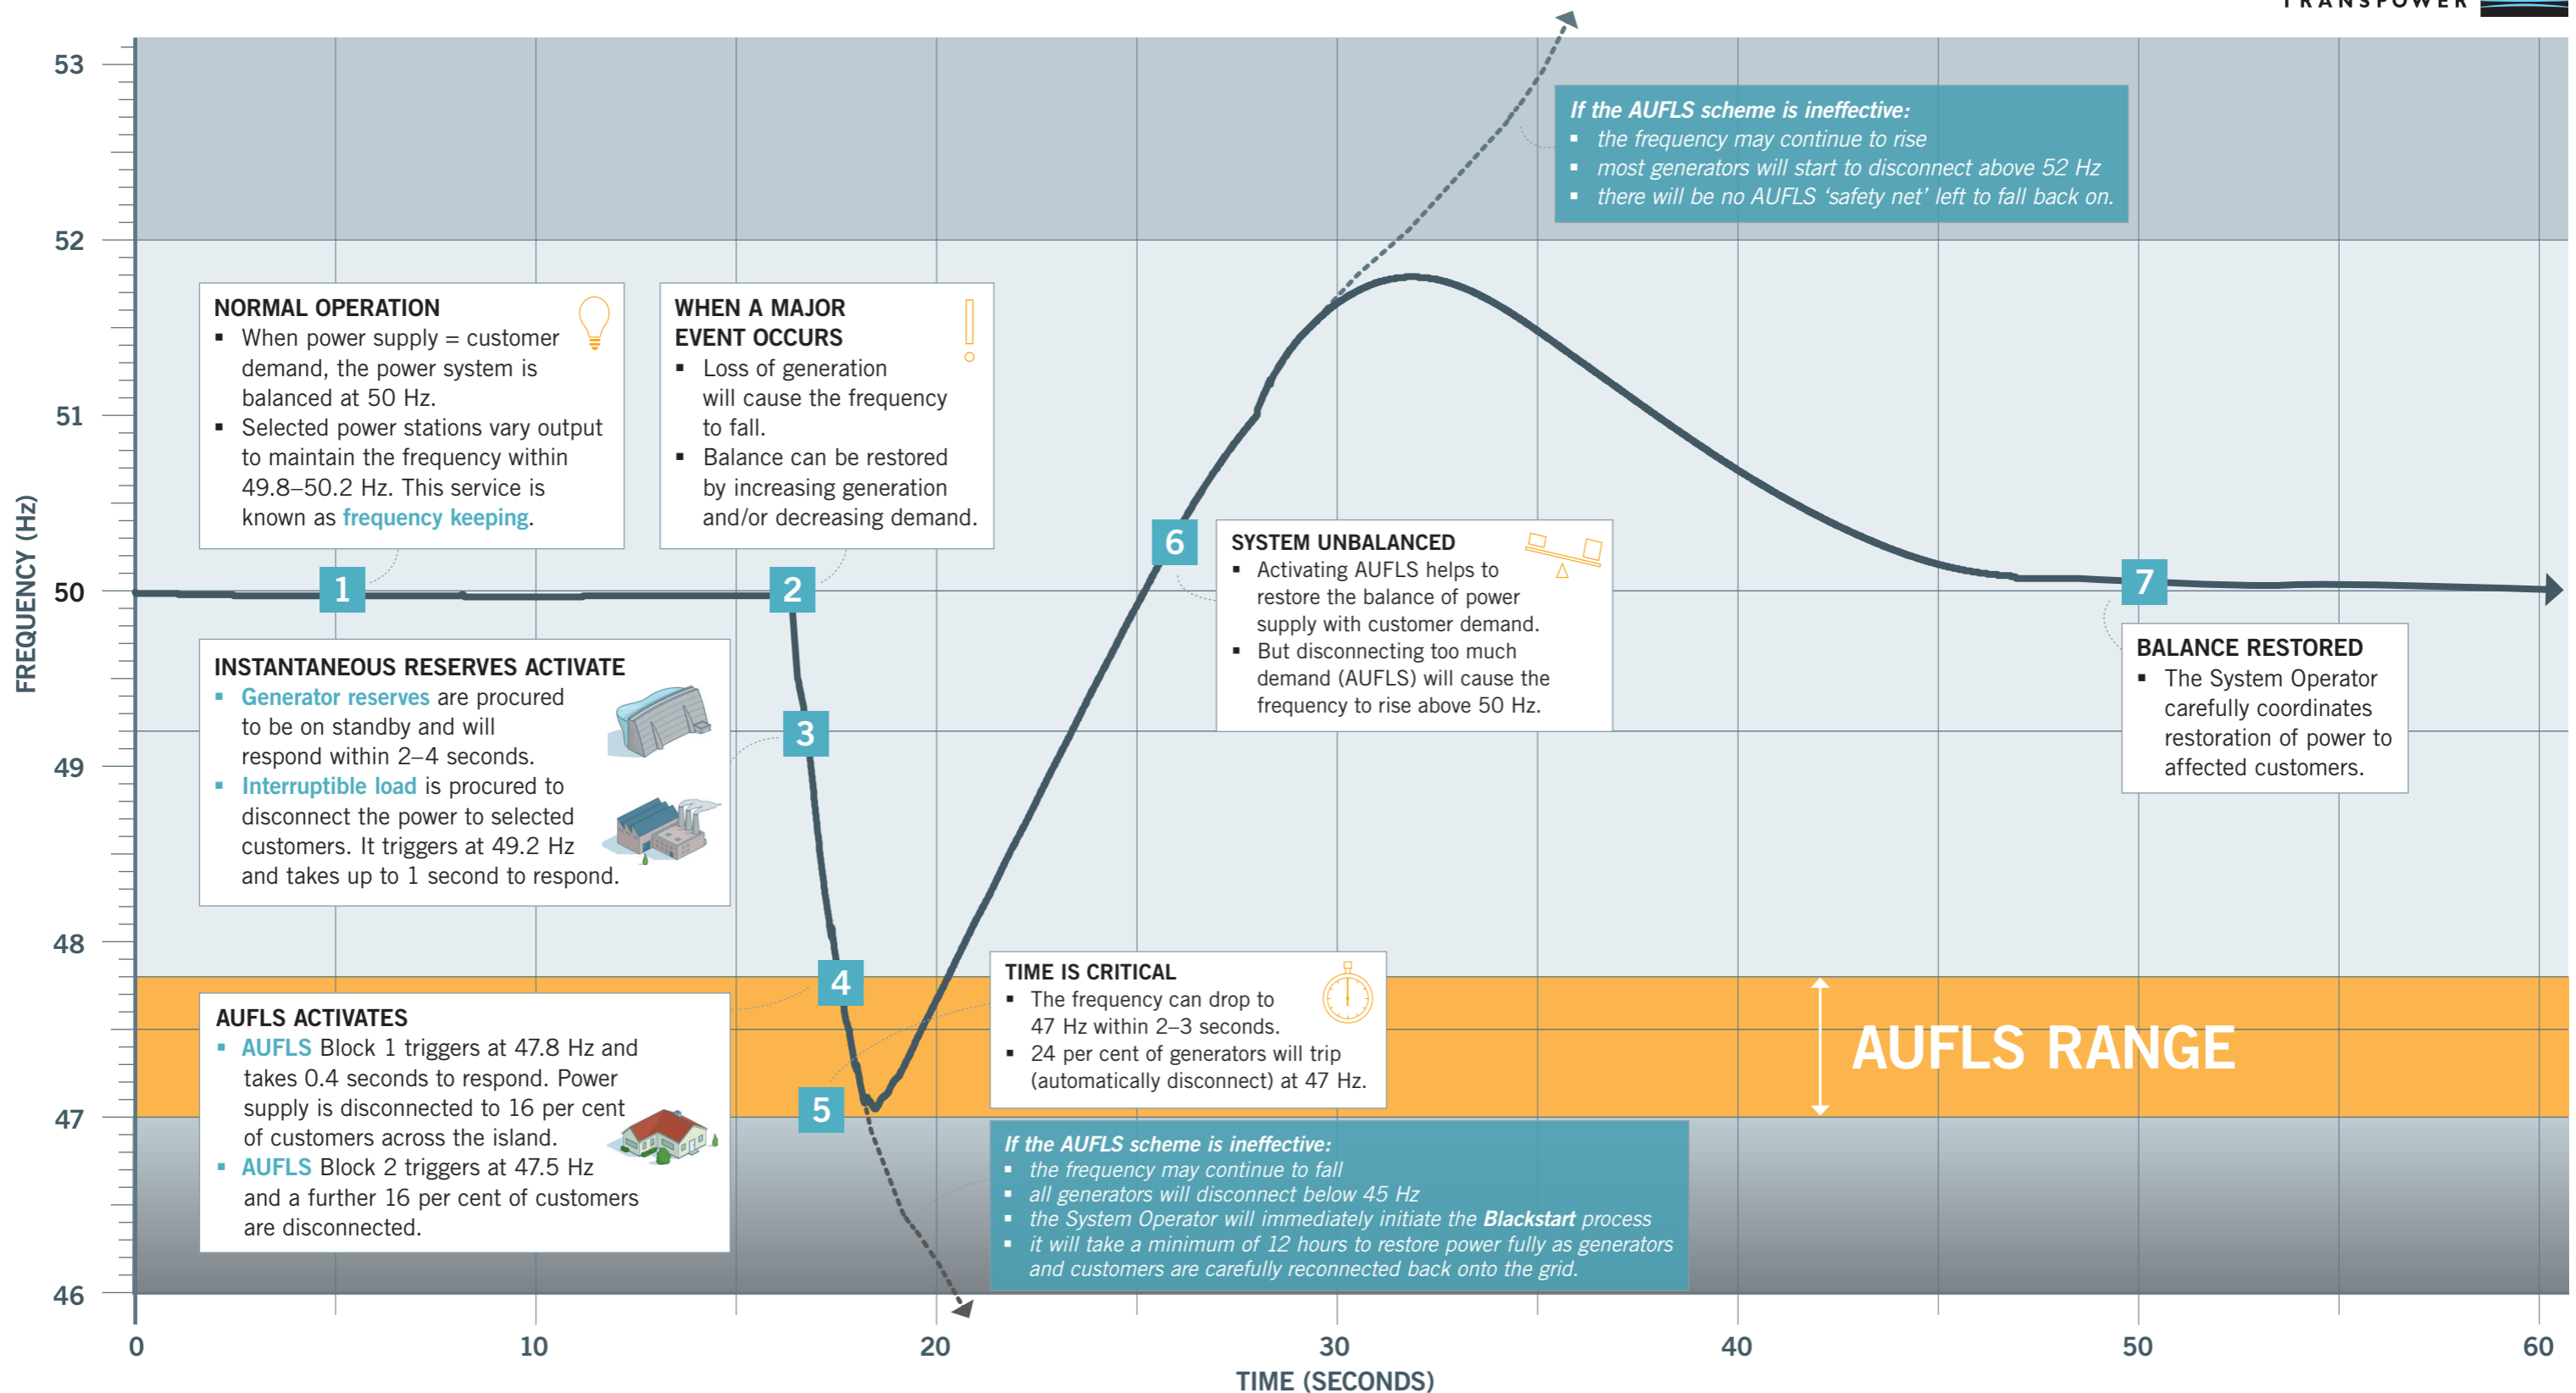 TRANSPOWER
53
52
51
50
49
48
47
46
FREQUENCY (Hz)
If the AUFLS scheme is ineffective:
▪ the frequency may continue to rise
▪ most generators will start to disconnect above 52 Hz
▪ there will be no AUFLS ‘safety net’ left to fall back on.
NORMAL OPERATION
▪ When power supply = customer
demand, the power system is
balanced at 50 Hz.
▪ Selected power stations vary output
to maintain the frequency within
49.8–50.2 Hz. This service is
known as frequency keeping.
WHEN A MAJOR
EVENT OCCURS
▪ Loss of generation
will cause the frequency
to fall.
▪ Balance can be restored
by increasing generation
and/or decreasing demand.
1
2
3
4
5
6
7
INSTANTANEOUS RESERVES ACTIVATE
▪ Generator reserves are procured
to be on standby and will
respond within 2–4 seconds.
▪ Interruptible load is procured to
disconnect the power to selected
customers. It triggers at 49.2 Hz
and takes up to 1 second to respond.
SYSTEM UNBALANCED
▪ Activating AUFLS helps to
restore the balance of power
supply with customer demand.
▪ But disconnecting too much
demand (AUFLS) will cause the
frequency to rise above 50 Hz.
BALANCE RESTORED
▪ The System Operator
carefully coordinates
restoration of power to
affected customers.
AUFLS ACTIVATES
▪ AUFLS Block 1 triggers at 47.8 Hz and
takes 0.4 seconds to respond. Power
supply is disconnected to 16 per cent
of customers across the island.
▪ AUFLS Block 2 triggers at 47.5 Hz
and a further 16 per cent of customers
are disconnected.
TIME IS CRITICAL
▪ The frequency can drop to
47 Hz within 2–3 seconds.
▪ 24 per cent of generators will trip
(automatically disconnect) at 47 Hz.
AUFLS RANGE
If the AUFLS scheme is ineffective:
▪ the frequency may continue to fall
▪ all generators will disconnect below 45 Hz
▪ the System Operator will immediately initiate the Blackstart process
▪ it will take a minimum of 12 hours to restore power fully as generators
and customers are carefully reconnected back onto the grid.
0
10
20
30
40
50
60
TIME (SECONDS)